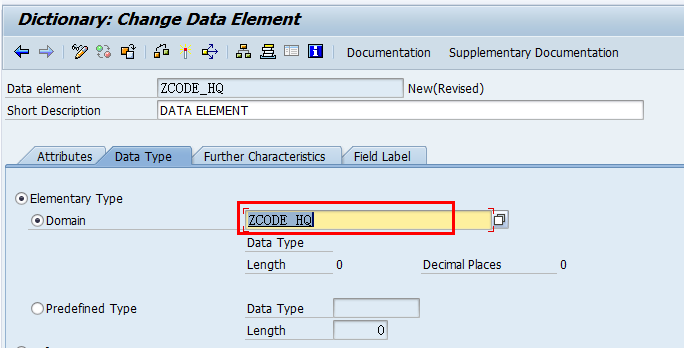 Dictionary: Change Data Element
Documentation Supplementary Documentation
Data element ZCODE_HQ New(Revised)
Short Description DATA ELEMENT
Attributes Data Type Further Characteristics Field Label
Elementary Type
Domain ZCODE_HQ
Data Type
Length 0 Decimal Places 0
Predefined Type Data Type
Length 0